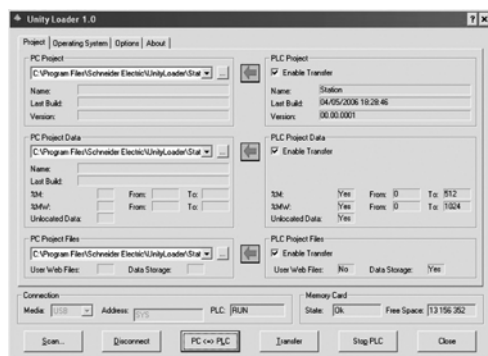 Unity Loader 1.0
Project Operating System Options About
PC Project
C:\Program Files\Schneider Electric\UnityLoader\Stat ...
Name:
Last Build:
Version:
PLC Project
Enable Transfer
Name: Station
Last Build: 04/05/2006 18:28:46
Version: 00.00.0001
PC Project Data
C:\Program Files\Schneider Electric\UnityLoader\Stat ...
Name:
Last Build:
%M: From: To:
%MW: From: To:
Unlocated Data:
PLC Project Data
Enable Transfer
%M: Yes From: 0 To: 512
%MW: Yes From: 0 To: 1024
Unlocated Data: Yes
PC Project Files
C:\Program Files\Schneider Electric\UnityLoader\Stat ...
User Web Files: Data Storage:
PLC Project Files
Enable Transfer
User Web Files: No Data Storage: Yes
Connection
Media: USB Address: SYS PLC: RUN
Memory Card
State: Ok Free Space: 13 156 352
Scan... Disconnect PC <=> PLC Transfer Stop PLC Close